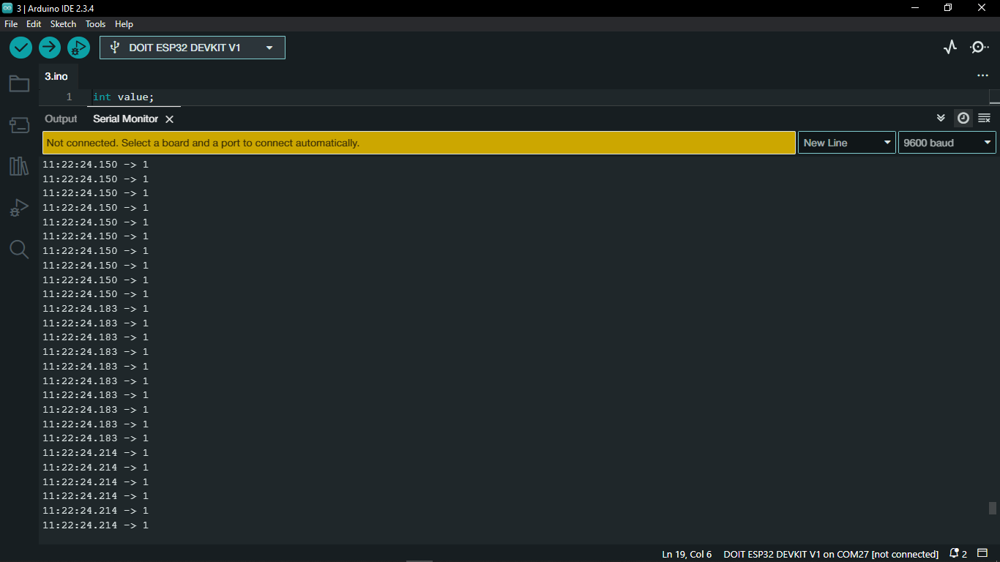 3 | Arduino IDE 2.3.4
File Edit Sketch Tools Help
DOIT ESP32 DEVKIT V1
3.ino
1 int value;
Output Serial Monitor
Not connected. Select a board and a port to connect automatically.
New Line
9600 baud
11:22:24.150 -> 1
11:22:24.150 -> 1
11:22:24.150 -> 1
11:22:24.150 -> 1
11:22:24.150 -> 1
11:22:24.150 -> 1
11:22:24.150 -> 1
11:22:24.150 -> 1
11:22:24.150 -> 1
11:22:24.150 -> 1
11:22:24.183 -> 1
11:22:24.183 -> 1
11:22:24.183 -> 1
11:22:24.183 -> 1
11:22:24.183 -> 1
11:22:24.183 -> 1
11:22:24.183 -> 1
11:22:24.183 -> 1
11:22:24.183 -> 1
11:22:24.183 -> 1
11:22:24.214 -> 1
11:22:24.214 -> 1
11:22:24.214 -> 1
11:22:24.214 -> 1
11:22:24.214 -> 1
11:22:24.214 -> 1
Ln 19, Col 6 DOIT ESP32 DEVKIT V1 on COM27 [not connected] 2